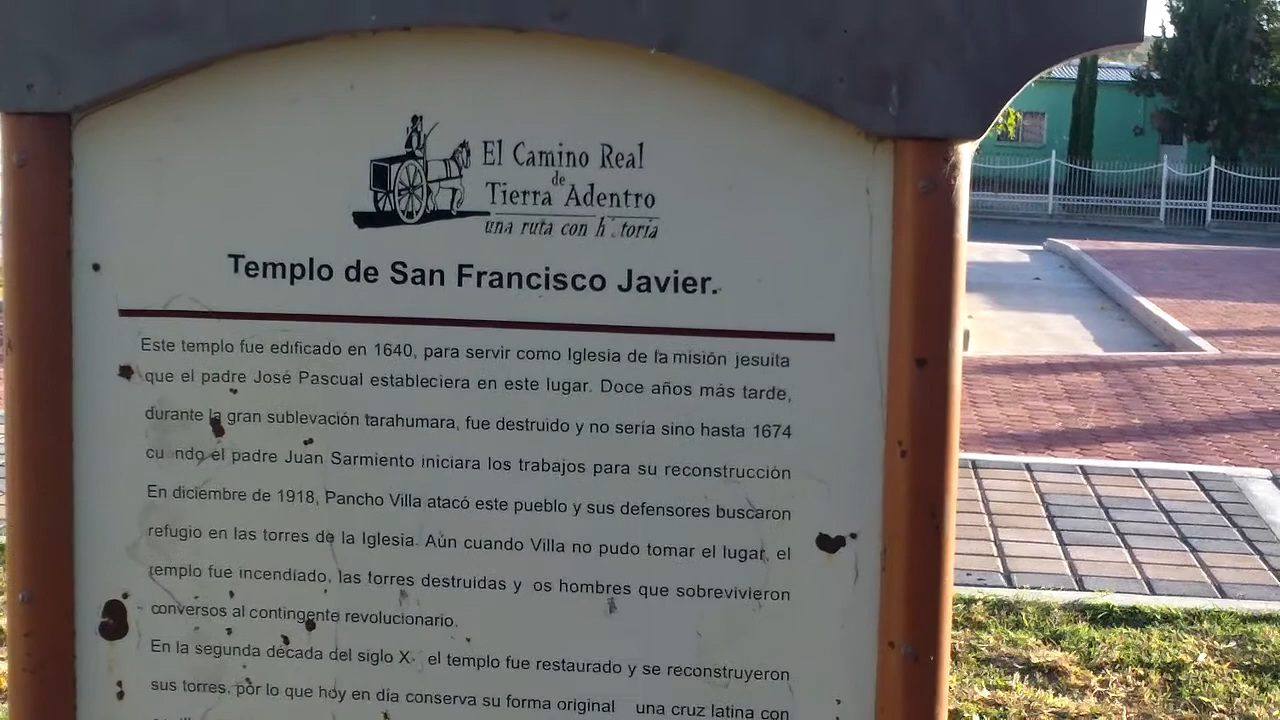 El Camino Real
de
Tierra Adentro
una ruta con h toria
Templo de San Francisco Javier.
Este templo fue edificado en 1640, para servir como Iglesia de la misión jesuita
que el padre José Pascual estableciera en este lugar. Doce años más tarde,
durante la gran sublevación tarahumara, fue destruido y no sería sino hasta 1674
cu ndo el padre Juan Sarmiento iniciara los trabajos para su reconstrucción
En diciembre de 1918, Pancho Villa atacó este pueblo y sus defensores buscaron
refugio en las torres de la Iglesia. Aún cuando Villa no pudo tomar el lugar, el
templo fue incendiado, las torres destruidas y os hombres que sobrevivieron
conversos al contingente revolucionario.
En la segunda década del siglo X el templo fue restaurado y se reconstruyeron
sus torres, por lo que hoy en día conserva su forma original una cruz latina con